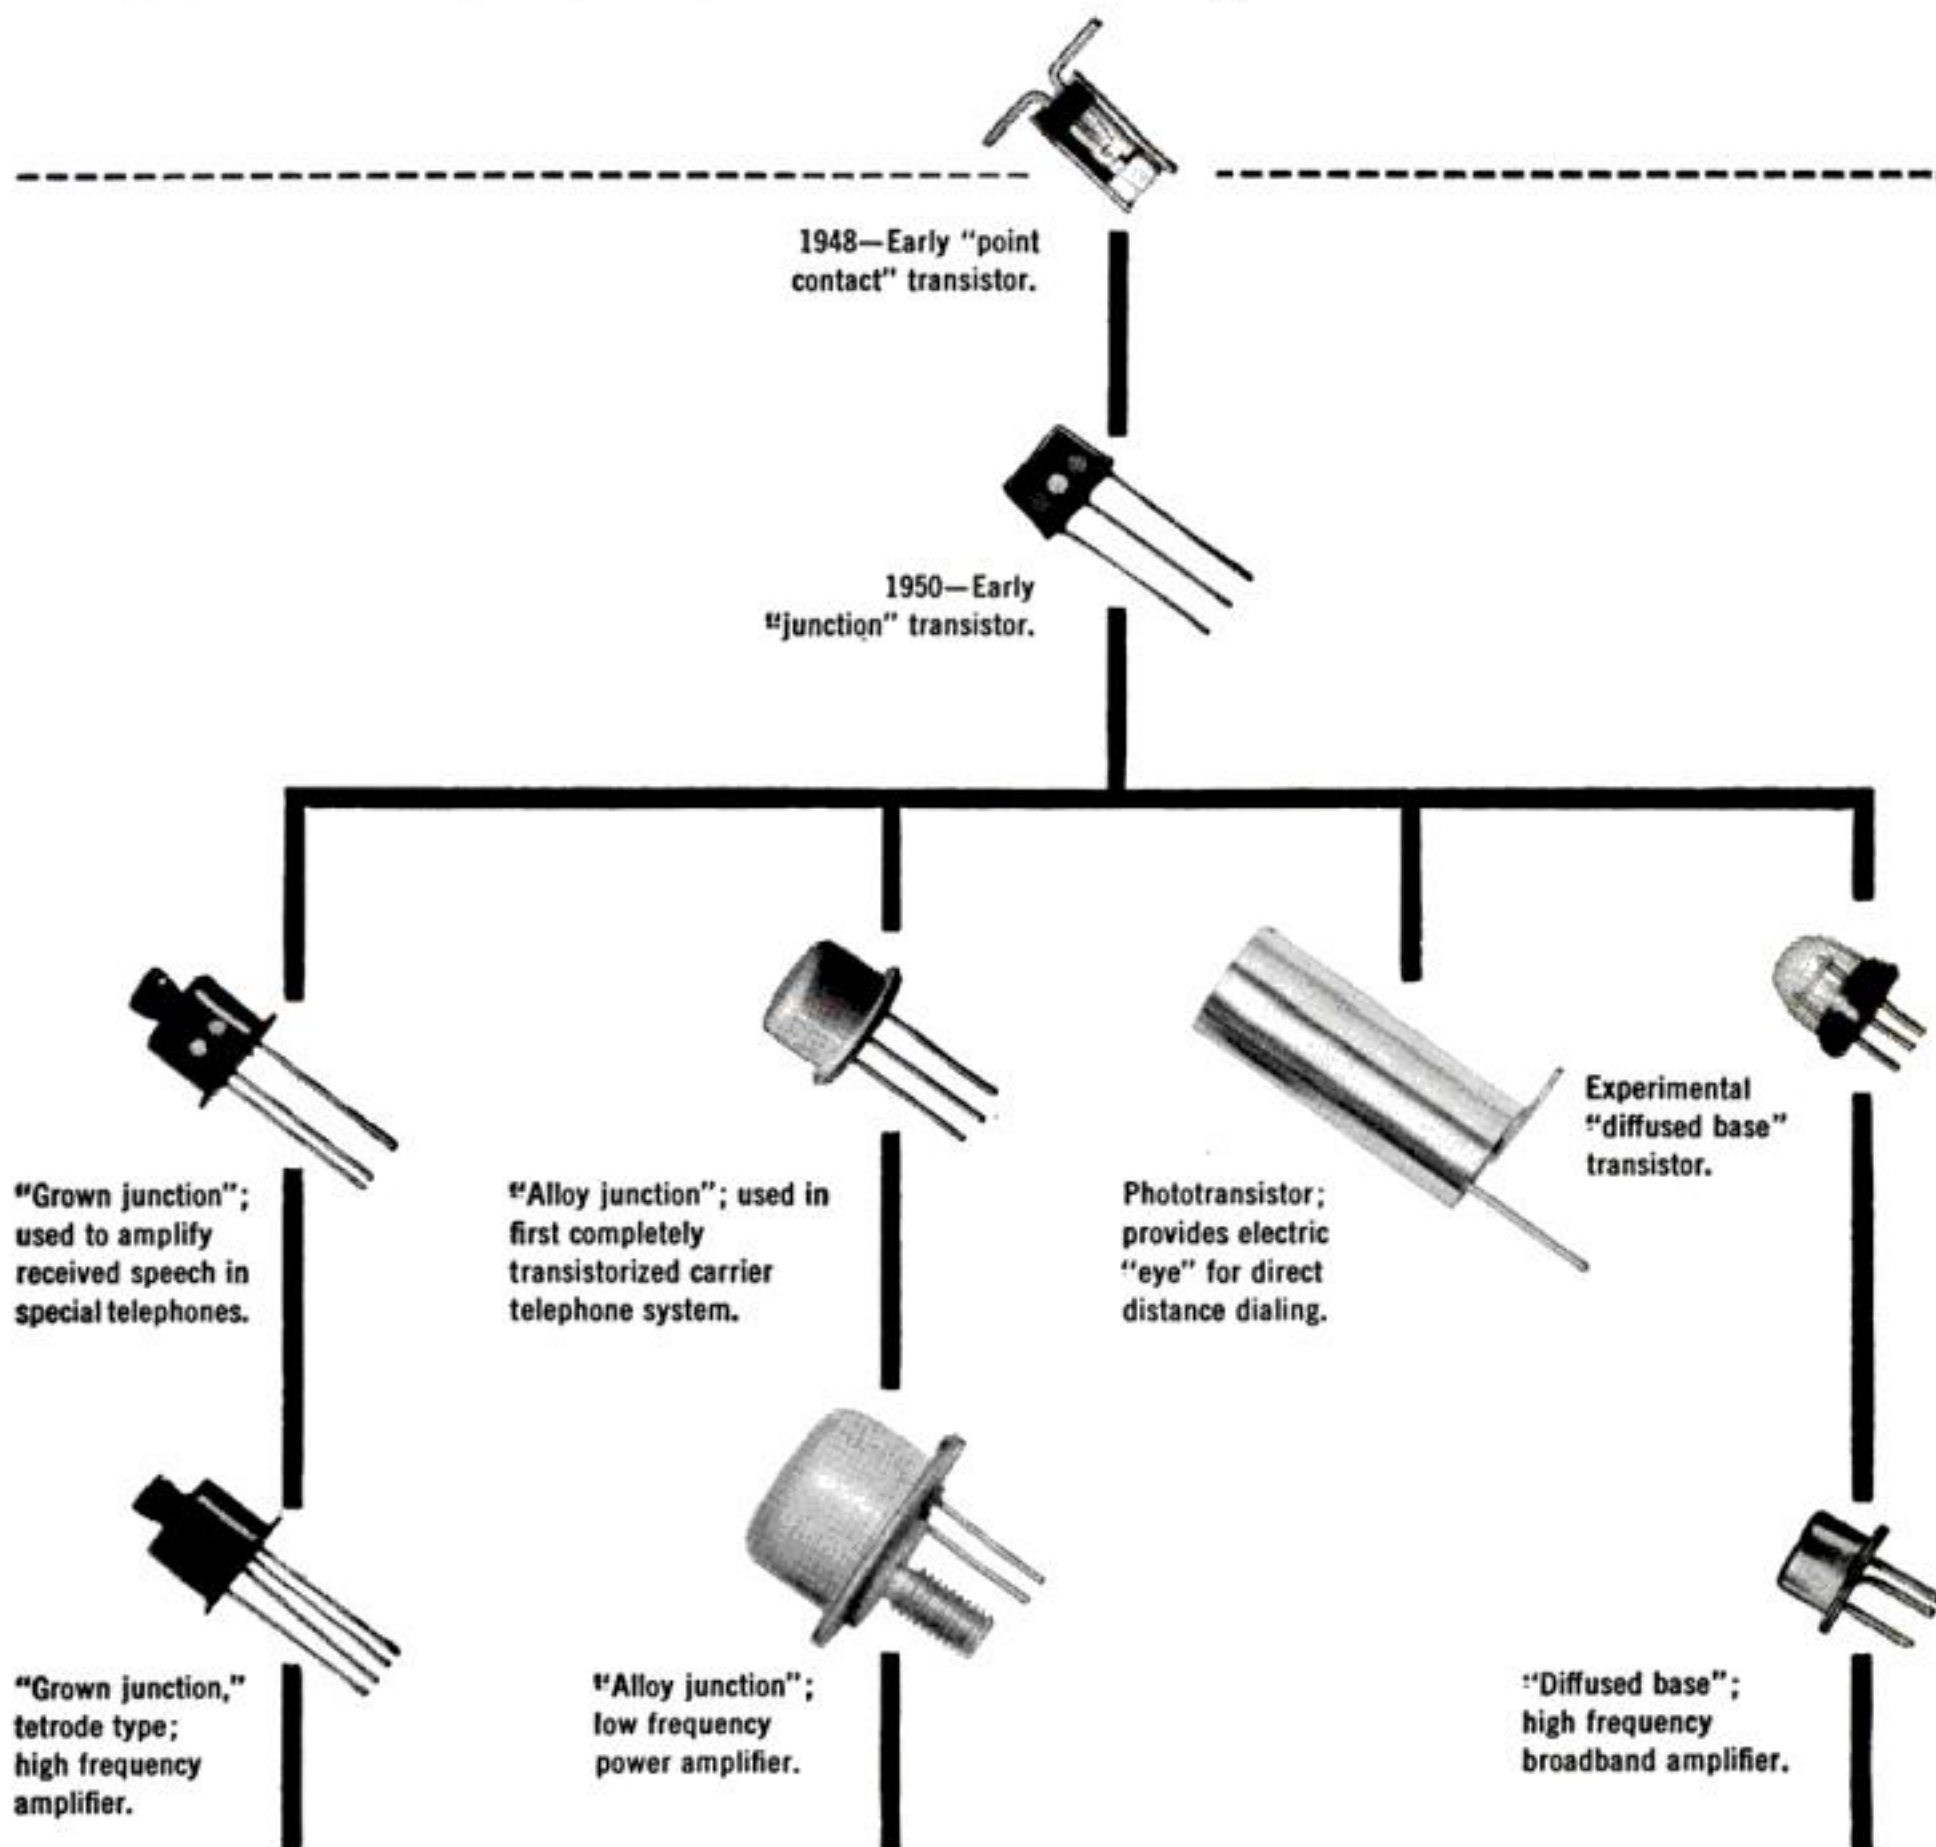 1948—Early “point
contact” transistor.
1950—Early
“junction” transistor.
Experimental
“diffused base”
transistor.
“Grown junction”;
used to amplify
received speech in
special telephones.
“Alloy junction”; used in
first completely
transistorized carrier
telephone system.
Phototransistor;
provides electric
“eye” for direct
distance dialing.
“Grown junction,”
tetrode type;
high frequency
amplifier.
“Alloy junction”;
low frequency
power amplifier.
“Diffused base”;
high frequency
broadband amplifier.